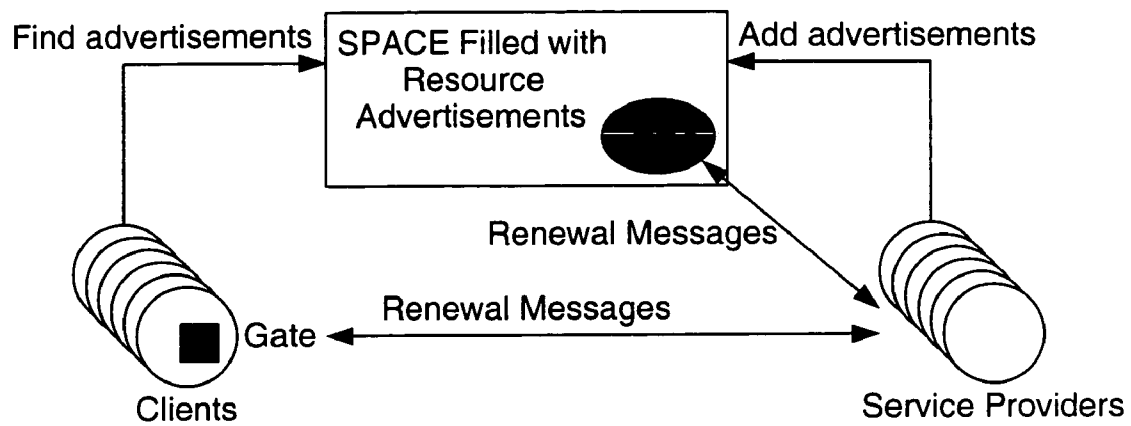 Find advertisements
SPACE Filled with
Resource
Advertisements
Add advertisements
Renewal Messages
Renewal Messages
Gate
Clients
Service Providers